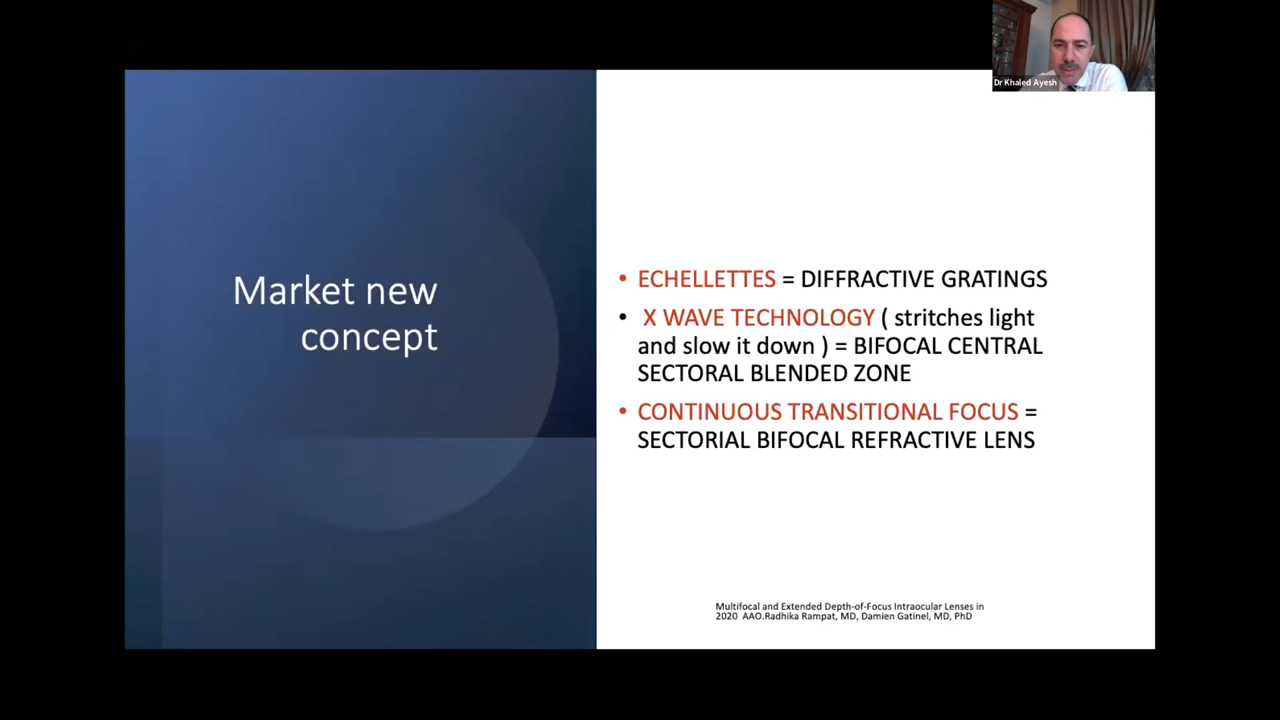 Dr Khaled Ayesh
Market new
concept
• ECHELLETTES = DIFFRACTIVE GRATINGS
• X WAVE TECHNOLOGY ( stritches light
and slow it down ) = BIFOCAL CENTRAL
SECTORAL BLENDED ZONE
• CONTINUOUS TRANSITIONAL FOCUS =
SECTORIAL BIFOCAL REFRACTIVE LENS
Multifocal and Extended Depth-of-Focus Intraocular Lenses in
2020 AAO.Radhika Rampat, MD, Damien Gatinel, MD, PhD